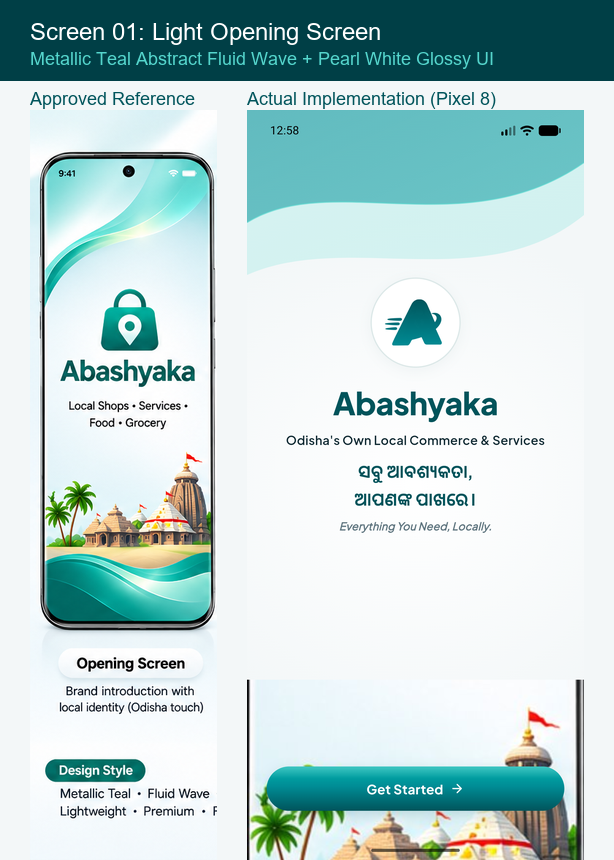 Screen 01: Light Opening Screen
Metallic Teal Abstract Fluid Wave + Pearl White Glossy UI
Approved Reference
9:41
Abashyaka
Local Shops • Services •
Food • Grocery
Opening Screen
Brand introduction with
local identity (Odisha touch)
Design Style
Metallic Teal • Fluid Wave
Lightweight • Premium • F
Actual Implementation (Pixel 8)
12:58
Abashyaka
Odisha's Own Local Commerce & Services
ସବୁ ଆବଶ୍ୟକତା,
ଆପଣଙ୍କ ପାଖରେ।
Everything You Need, Locally.
Get Started →